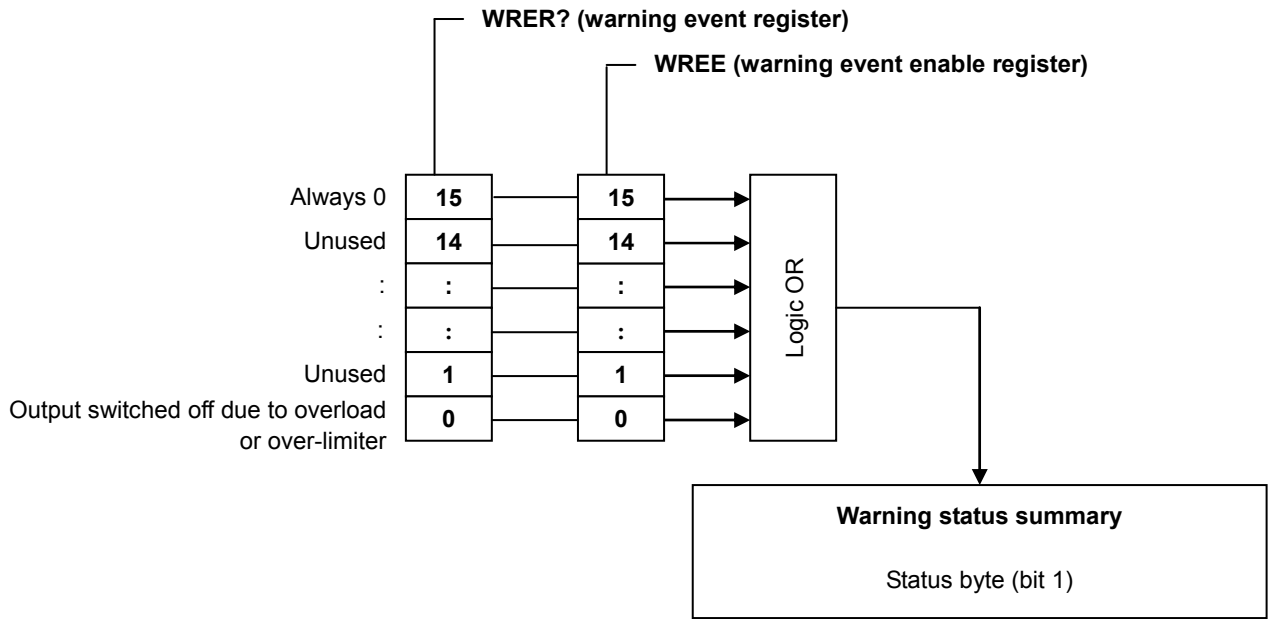 WRER? (warning event register)
WREE (warning event enable register)
Always 0 15 15
Unused 14 14
: : :
: : :
Unused 1 1
Output switched off due to overload
or over-limiter 0 0
Logic OR
Warning status summary
Status byte (bit 1)